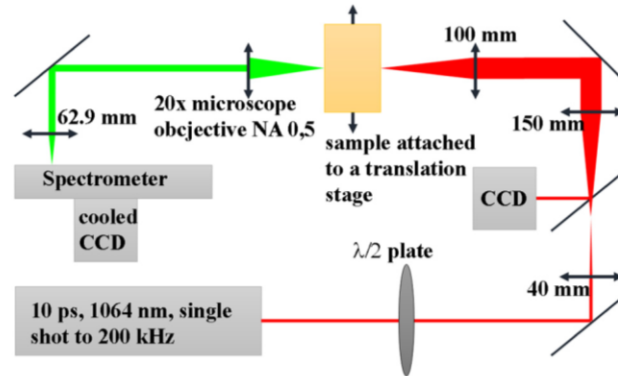 100 mm
62.9 mm
20x microscope
obcjective NA 0,5
150 mm
sample attached
to a translation
stage
Spectrometer
CCD
cooled
CCD
λ/2 plate
40 mm
10 ps, 1064 nm, single
shot to 200 kHz